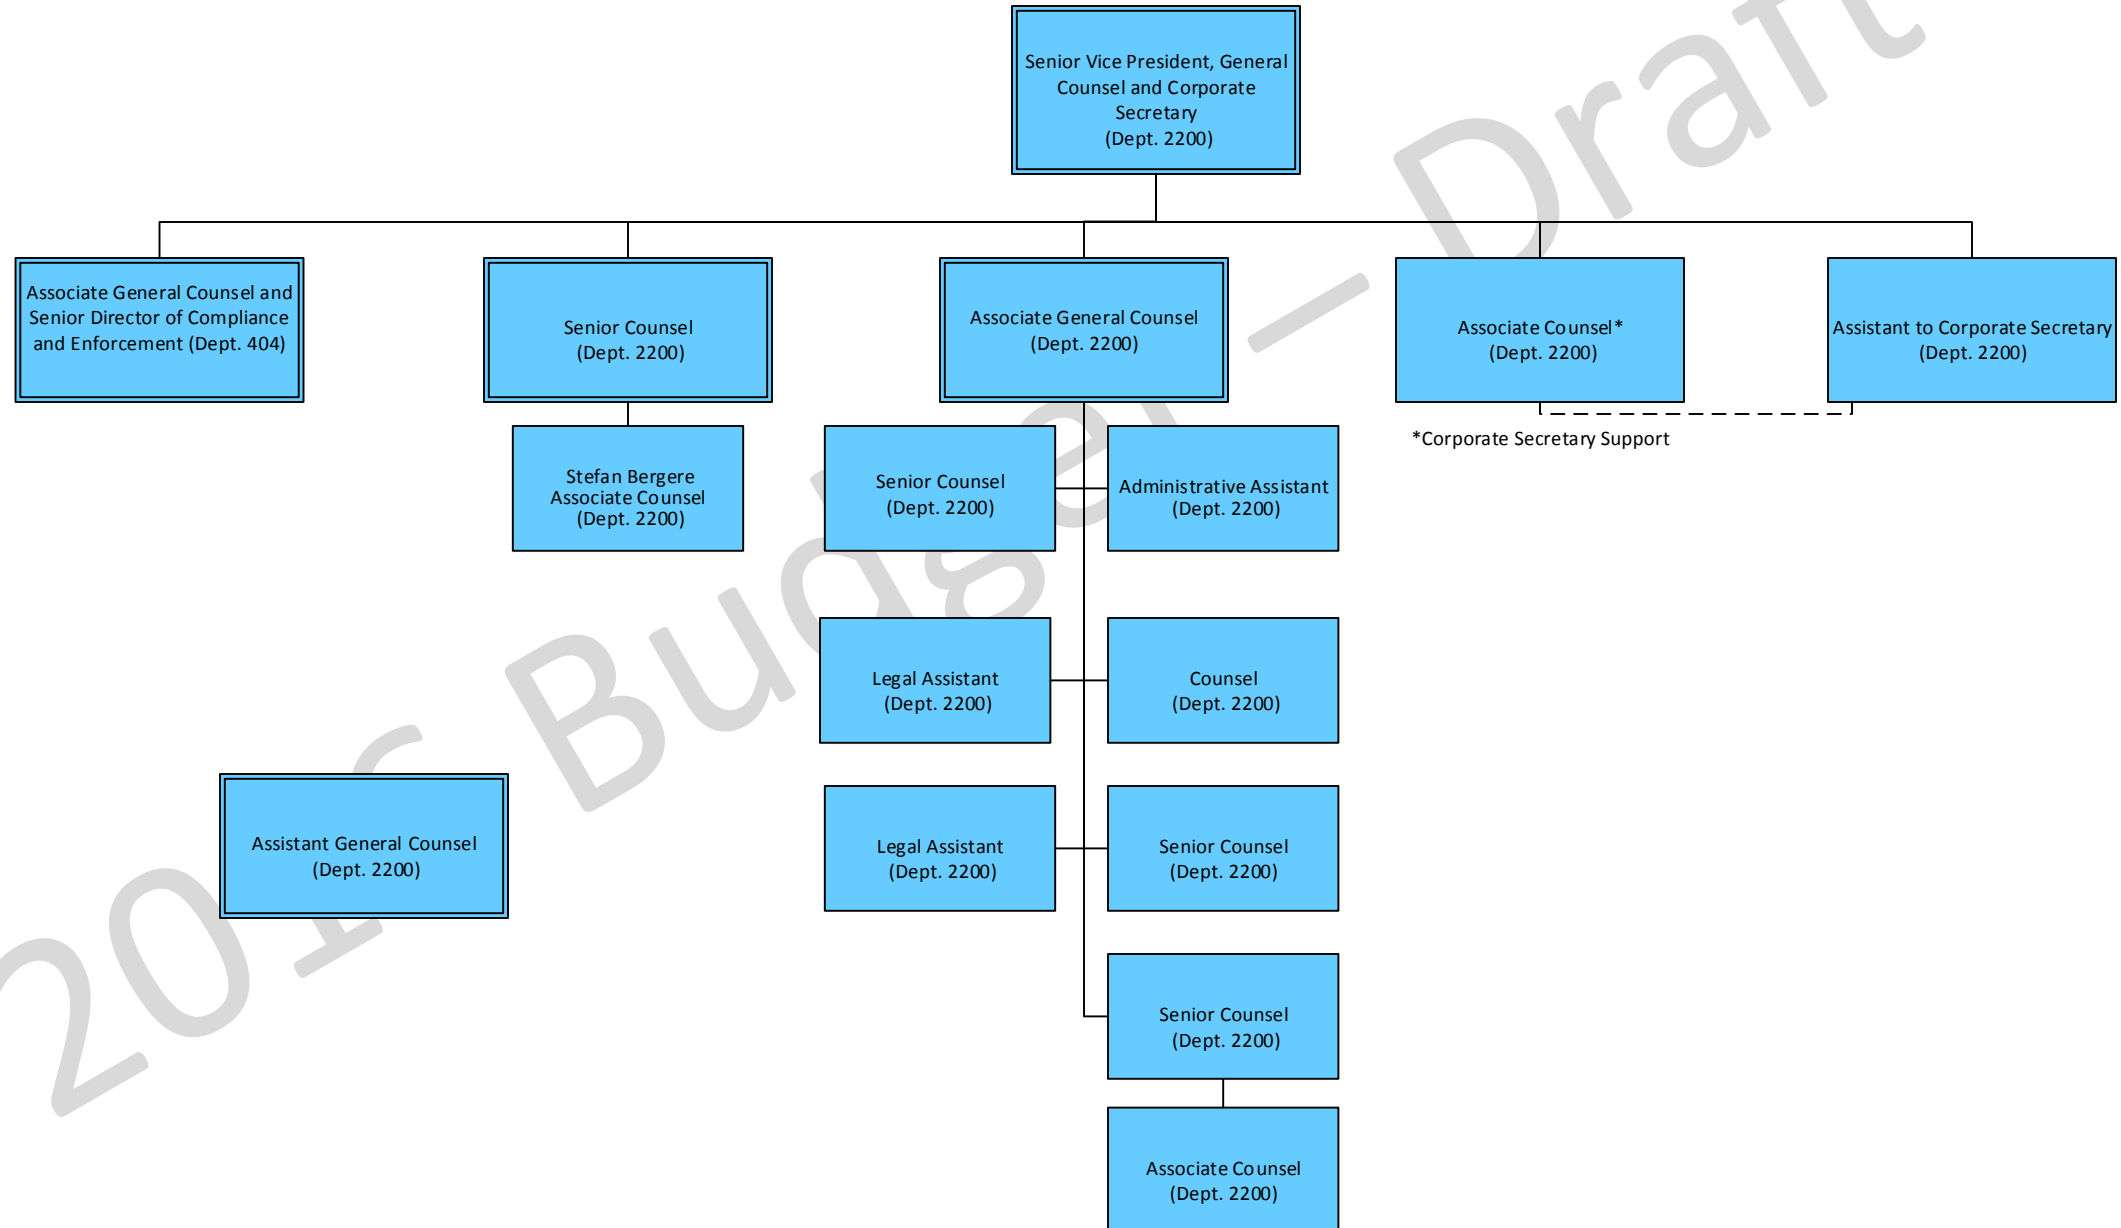 Senior Vice President, General
Counsel and Corporate
Secretary
(Dept. 2200)
Associate General Counsel and
Senior Director of Compliance
and Enforcement (Dept. 404)
Senior Counsel
(Dept. 2200)
Associate General Counsel
(Dept. 2200)
Associate Counsel*
(Dept. 2200)
Assistant to Corporate Secretary
(Dept. 2200)
*Corporate Secretary Support
Stefan Bergere
Associate Counsel
(Dept. 2200)
Senior Counsel
(Dept. 2200)
Administrative Assistant
(Dept. 2200)
Legal Assistant
(Dept. 2200)
Counsel
(Dept. 2200)
Assistant General Counsel
(Dept. 2200)
Legal Assistant
(Dept. 2200)
Senior Counsel
(Dept. 2200)
Senior Counsel
(Dept. 2200)
Associate Counsel
(Dept. 2200)
Budget – Draft